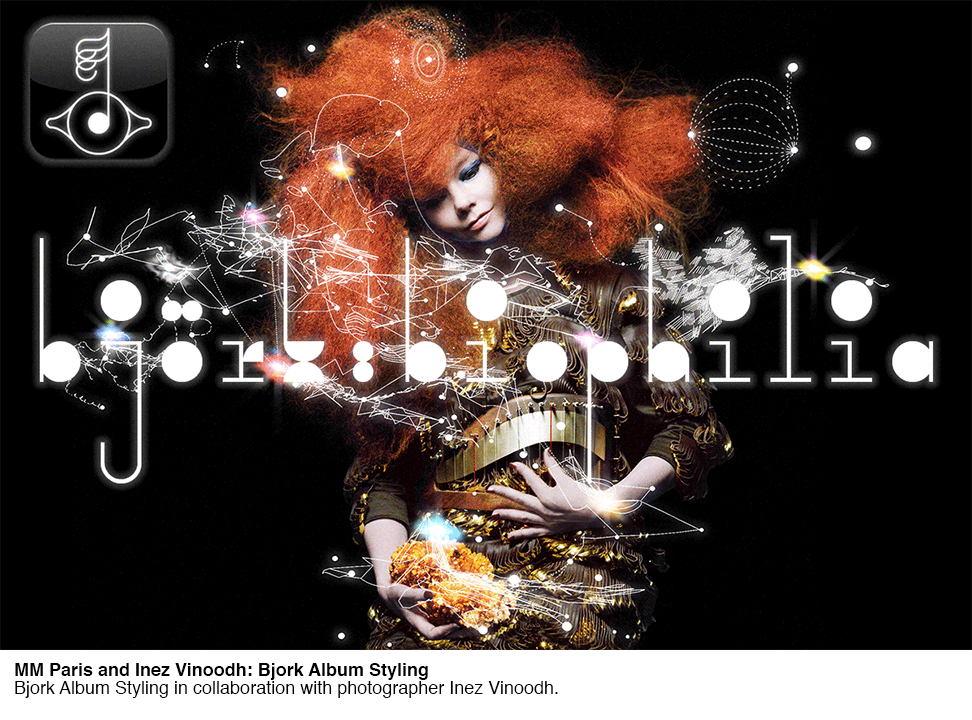 björk:biophilia
MM Paris and Inez Vinoodh: Bjork Album Styling
Bjork Album Styling in collaboration with photographer Inez Vinoodh.